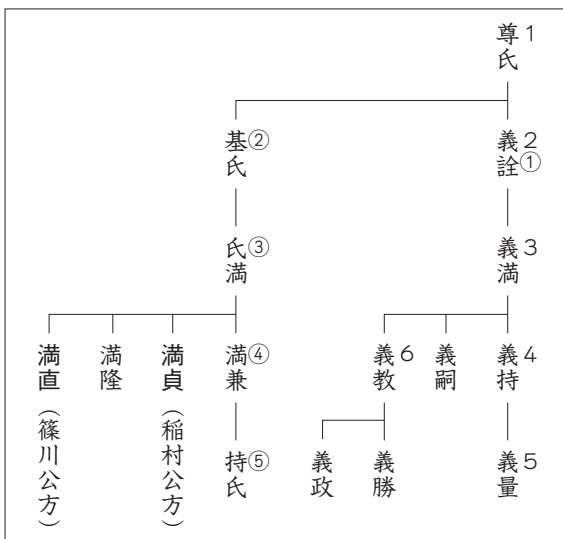 尊氏1
義詮2①
基氏②
義満3
氏満③
義持4
義嗣
義教6
満兼④
満貞（稲村公方）
満隆
満直（篠川公方）
義量5
義勝
義政
持氏⑤